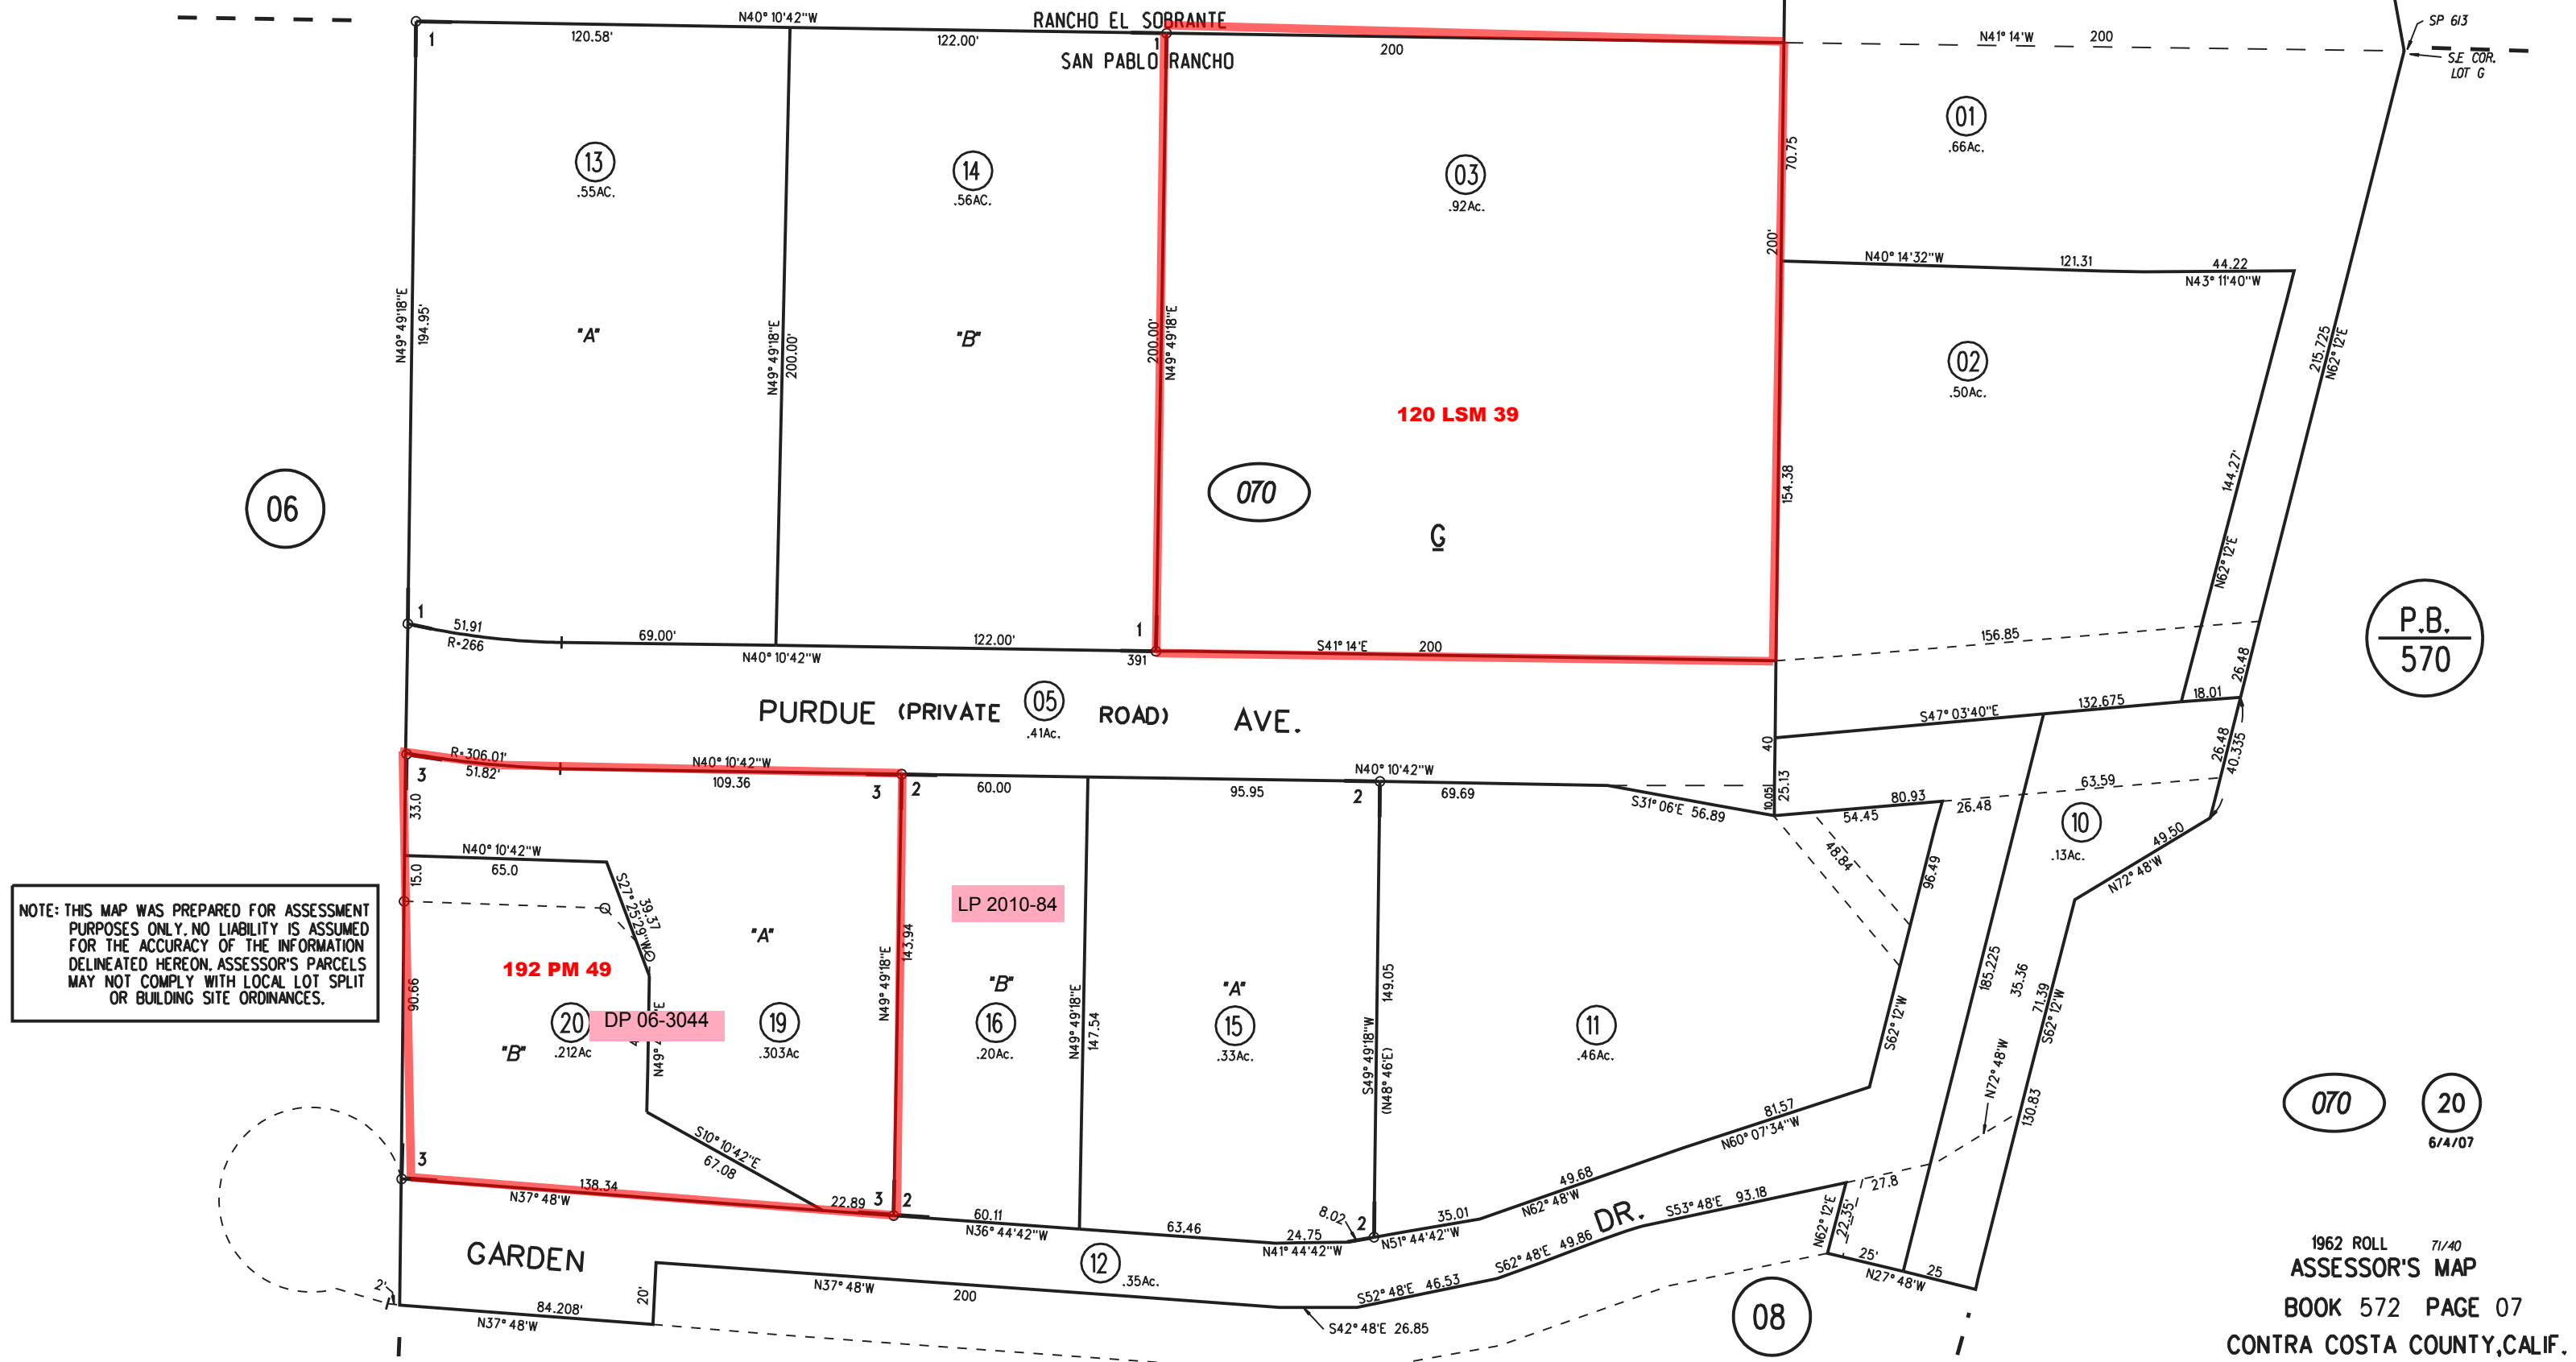 N40° 10'42"W
RANCHO EL SOBRANTE
SP 613
1
120.58'
122.00'
1
200
N41° 14'W
200
SAN PABLO RANCHO
S.E COR.
LOT G
01
.66Ac.
13
.55AC.
14
.56AC.
03
.92Ac.
70.75
200'
N40° 14'32"W
121.31
44.22
N43° 11'40"W
N49° 49'18"E
194.95'
"A"
N49° 49'18"E
200.00'
"B"
200.00'
N49° 49'18"E
02
.50Ac.
215.725
N62° 12'E
120 LSM 39
06
070
G
154.38
144.27'
N62° 12'E
P.B.
570
1
51.91
R=266
69.00'
N40° 10'42"W
122.00'
1
391
S41° 14'E
200
156.85
26.48
PURDUE (PRIVATE 05 ROAD) AVE.
.41Ac.
S47° 03'40"E
132.675
18.01
40
26.48
40.335
R=306.01'
51.82'
3
33.0
N40° 10'42"W
109.36
3
2
60.00
95.95
N40° 10'42"W
2
69.69
S31° 06'E 56.89
10.05
25.13
80.93
54.45
26.48
63.59
10
.13Ac.
49.50
N72° 48'W
48.84
96.49
N40° 10'42"W
65.0
15.0
S27° 25'29"W
39.37
NOTE: THIS MAP WAS PREPARED FOR ASSESSMENT
PURPOSES ONLY. NO LIABILITY IS ASSUMED
FOR THE ACCURACY OF THE INFORMATION
DELINEATED HEREON. ASSESSOR'S PARCELS
MAY NOT COMPLY WITH LOCAL LOT SPLIT
OR BUILDING SITE ORDINANCES.
"A"
LP 2010-84
143.94
N49° 49'18"E
192 PM 49
90.66
20
.212Ac
"B"
DP 06-3044
19
.303Ac
"B"
16
.20Ac.
N49° 49'18"E
147.54
"A"
15
.33Ac.
149.05
S49° 49'18"W
(N48° 46'E)
11
.46Ac.
S62° 12'W
185.225
35.36
71.39
S62° 12'W
N72° 48'W
130.83
070
20
6/4/07
S10° 10'42"E
67.08
3
138.34
N37° 48'W
22.89
3
2
60.11
N36° 44'42"W
63.46
24.75
N41° 44'42"W
8.02
2
N51° 44'42"W
35.01
49.68
N62° 48'W
81.57
N60° 07'34"W
GARDEN
12
.35Ac.
DR.
S53° 48'E 93.18
27.8
N62° 12'E
22.35'
25'
N27° 48'W
25
2'
84.208'
N37° 48'W
20'
N37° 48'W
200
S42° 48'E 26.85
S52° 48'E 46.53
S62° 48'E 49.86
08
1962 ROLL
71/40
ASSESSOR'S MAP
BOOK 572 PAGE 07
CONTRA COSTA COUNTY, CALIF.